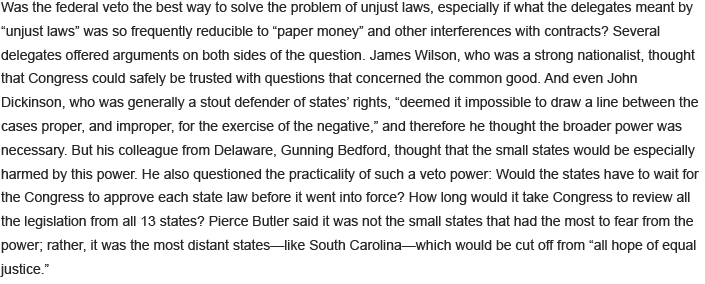 Was the federal veto the best way to solve the problem of unjust laws, especially if what the delegates meant by
“unjust laws” was so frequently reducible to “paper money” and other interferences with contracts? Several
delegates offered arguments on both sides of the question. James Wilson, who was a strong nationalist, thought
that Congress could safely be trusted with questions that concerned the common good. And even John
Dickinson, who was generally a stout defender of states’ rights, “deemed it impossible to draw a line between the
cases proper, and improper, for the exercise of the negative,” and therefore he thought the broader power was
necessary. But his colleague from Delaware, Gunning Bedford, thought that the small states would be especially
harmed by this power. He also questioned the practicality of such a veto power: Would the states have to wait for
the Congress to approve each state law before it went into force? How long would it take Congress to review all
the legislation from all 13 states? Pierce Butler said it was not the small states that had the most to fear from the
power; rather, it was the most distant states—like South Carolina—which would be cut off from “all hope of equal
justice.”